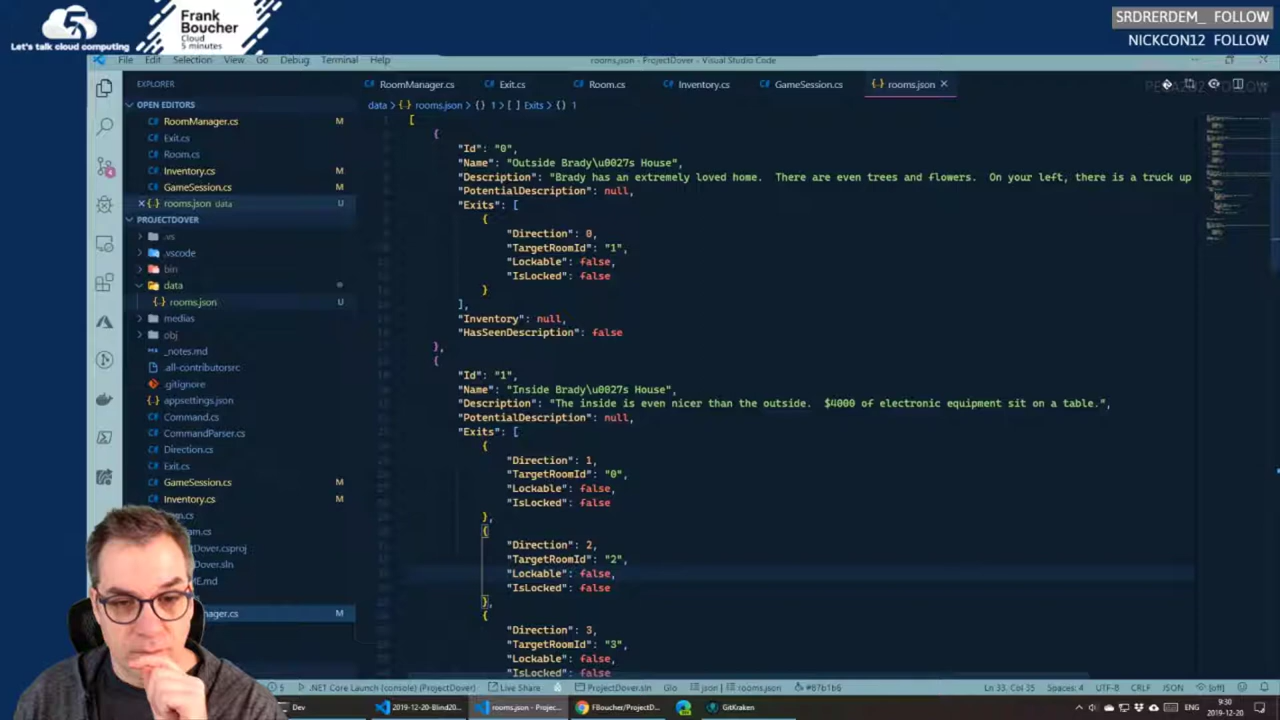 Let's talk cloud computing
Frank
Boucher
Cloud
5 minutes
SRDRERDEM_ FOLLOW
NICKCON12 FOLLOW
File Edit Selection View Go Debug Terminal Help
rooms.json - ProjectDover - Visual Studio Code
EXPLORER
RoomManager.cs Exit.cs Room.cs Inventory.cs GameSession.cs rooms.json
OPEN EDITORS
RoomManager.cs M
Exit.cs
Room.cs
Inventory.cs M
GameSession.cs M
rooms.json data U
PROJECTDOVER
.vs
.vscode
bin
data
rooms.json U
medias
obj
_notes.md
.all-contributorsrc
.gitignore
appsettings.json
Command.cs
CommandParser.cs
Direction.cs
Exit.cs
GameSession.cs M
Inventory.cs M
Dover.csproj
Dover.sln
ager.cs M
data > {} rooms.json > {} 1 > [ ] Exits > {} 1
[
{
"Id": "0",
"Name": "Outside Brady\u0027s House",
"Description": "Brady has an extremely loved home.  There are even trees and flowers.  On your left, there is a truck up
"PotentialDescription": null,
"Exits": [
{
"Direction": 0,
"TargetRoomId": "1",
"Lockable": false,
"IsLocked": false
}
],
"Inventory": null,
"HasSeenDescription": false
},
{
"Id": "1",
"Name": "Inside Brady\u0027s House",
"Description": "The inside is even nicer than the outside.  $4000 of electronic equipment sit on a table.",
"PotentialDescription": null,
"Exits": [
{
"Direction": 1,
"TargetRoomId": "0",
"Lockable": false,
"IsLocked": false
},
{
"Direction": 2,
"TargetRoomId": "2",
"Lockable": false,
"IsLocked": false
},
{
"Direction": 3,
"TargetRoomId": "3",
"Lockable": false,
"IsLocked": false
5 .NET Core Launch (console) (ProjectDover) Live Share ProjectDover.sln Glo json | rooms.json #87b1b6 Ln 33, Col 35 Spaces: 4 UTF-8 CRLF JSON [off]
Dev 2019-12-20-Blind20... rooms.json - Projec... FBoucher/ProjectD... GitKraken ENG 9:30
2019-12-20